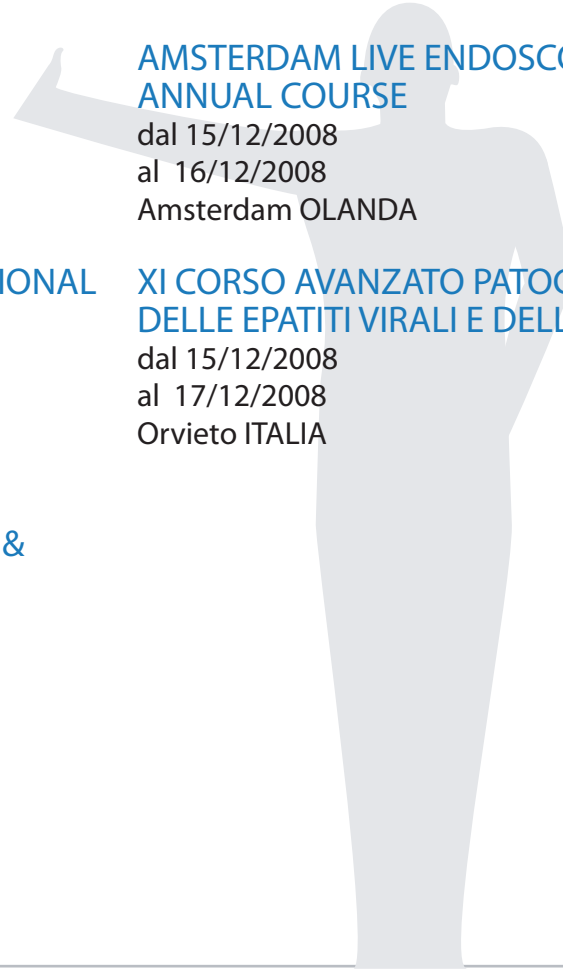 AMSTERDAM LIVE ENDOSCO
ANNUAL COURSE
dal 15/12/2008
al 16/12/2008
Amsterdam OLANDA
IONAL
XI CORSO AVANZATO PATOG
DELLE EPATITI VIRALI E DELL
dal 15/12/2008
al 17/12/2008
Orvieto ITALIA
&